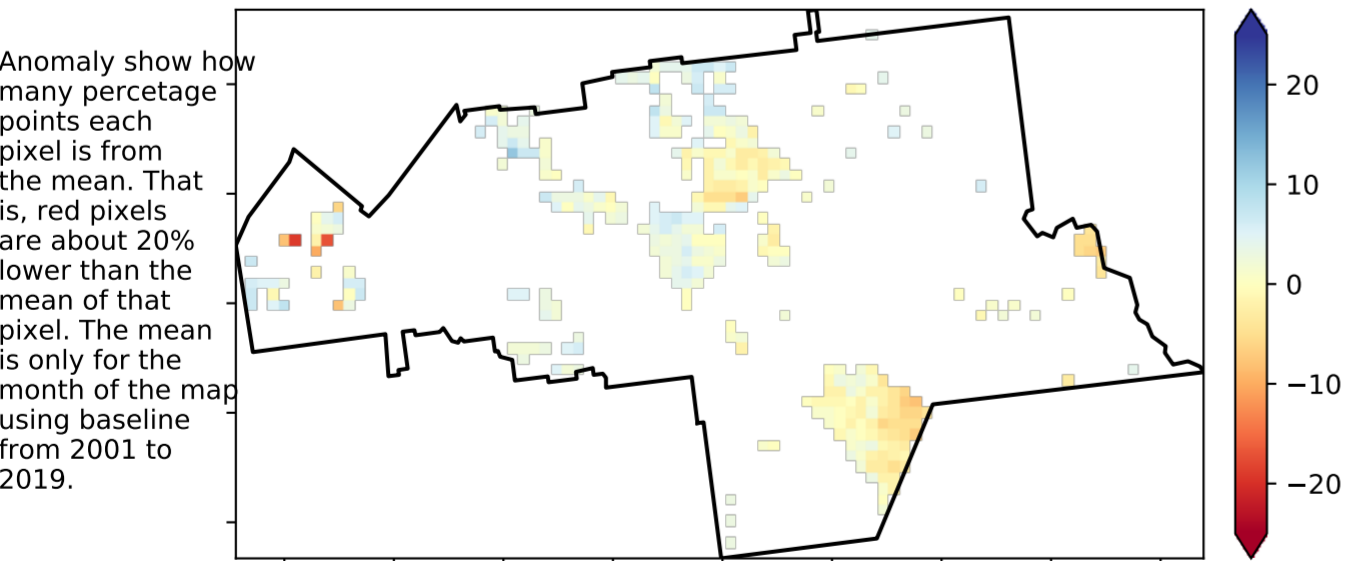 Anomaly show how
many percetage
points each
pixel is from
the mean. That
is, red pixels
are about 20%
lower than the
mean of that
pixel. The mean
is only for the
month of the map
using baseline
from 2001 to
2019.
20
10
0
−10
−20